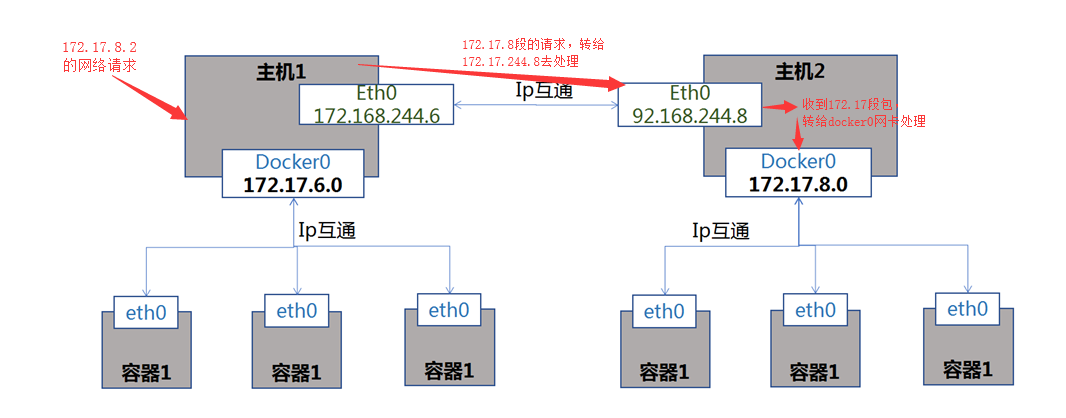 172.17.8.2
的网络请求
172.17.8段的请求，转给
172.17.244.8去处理
主机1
主机2
Eth0
172.168.244.6
Ip互通
Eth0
92.168.244.8
收到172.17段包
转给docker0网卡处理
Docker0
172.17.6.0
Docker0
172.17.8.0
Ip互通
Ip互通
eth0
eth0
eth0
eth0
eth0
eth0
容器1
容器1
容器1
容器1
容器1
容器1